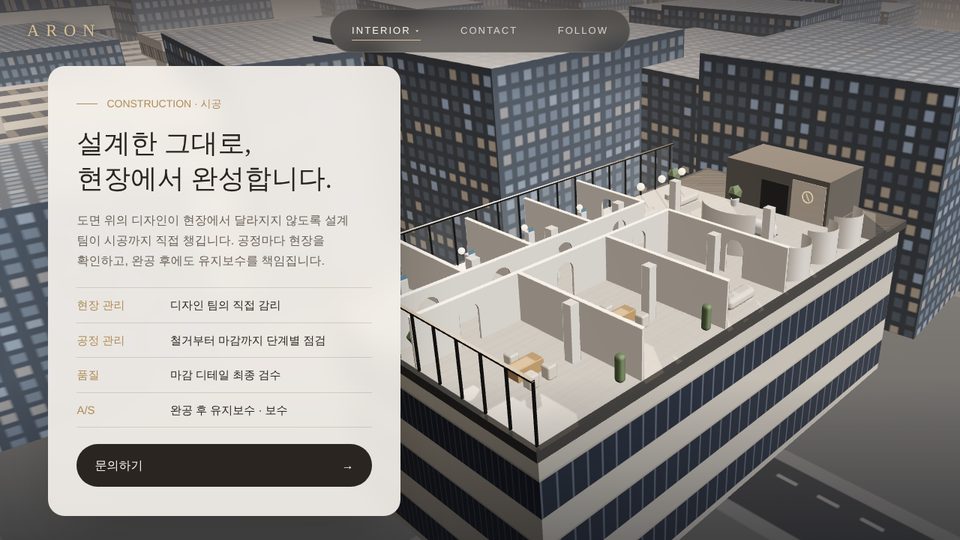 ARON
INTERIOR
CONTACT
FOLLOW
CONSTRUCTION · 시공
설계한 그대로,
현장에서 완성합니다.
도면 위의 디자인이 현장에서 달라지지 않도록 설계
팀이 시공까지 직접 챙깁니다. 공정마다 현장을
확인하고, 완공 후에도 유지보수를 책임집니다.
현장 관리 디자인 팀의 직접 감리
공정 관리 철거부터 마감까지 단계별 점검
품질 마감 디테일 최종 검수
A/S 완공 후 유지보수 · 보수
문의하기 →